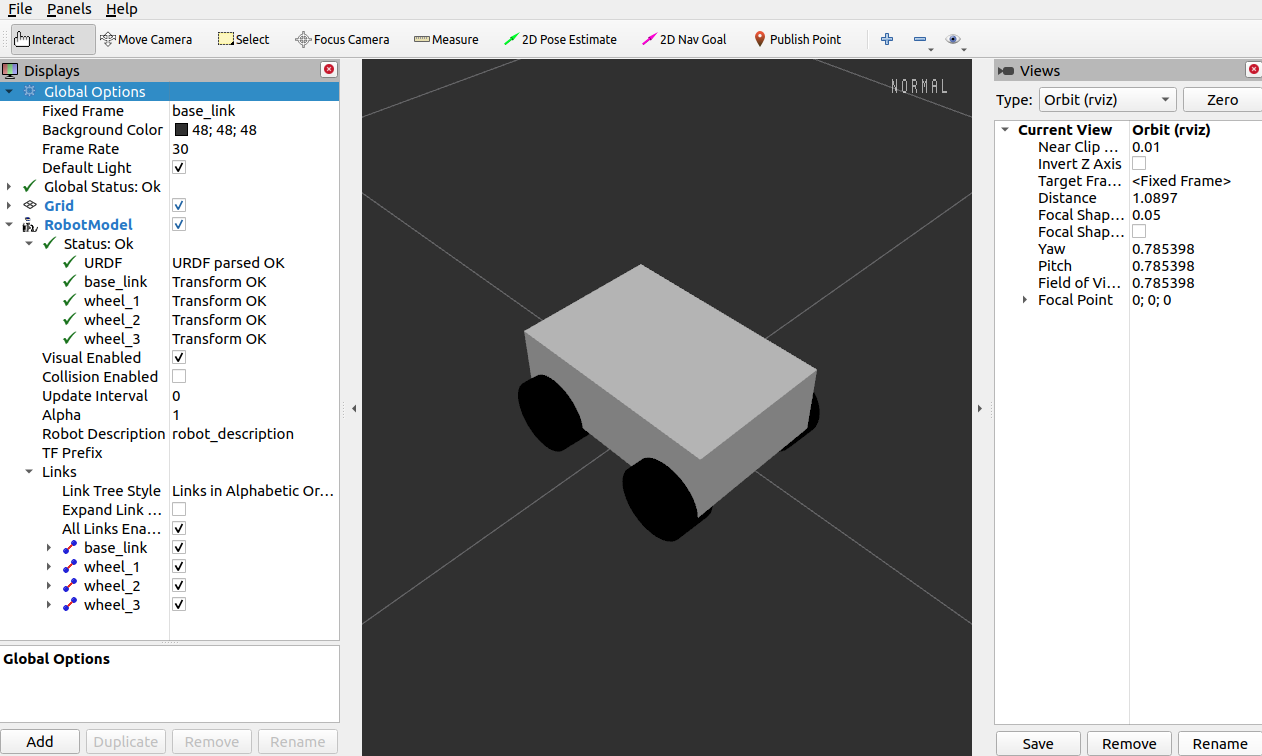 File Panels Help
Interact Move Camera Select Focus Camera Measure 2D Pose Estimate 2D Nav Goal Publish Point
Displays
Global Options
Fixed Frame base_link
Background Color 48; 48; 48
Frame Rate 30
Default Light
Global Status: Ok
Grid
RobotModel
Status: Ok
URDF URDF parsed OK
base_link Transform OK
wheel_1 Transform OK
wheel_2 Transform OK
wheel_3 Transform OK
Visual Enabled
Collision Enabled
Update Interval 0
Alpha 1
Robot Description robot_description
TF Prefix
Links
Link Tree Style Links in Alphabetic Or...
Expand Link ...
All Links Ena...
base_link
wheel_1
wheel_2
wheel_3
Global Options
Add Duplicate Remove Rename
NORMAL
Views
Type: Orbit (rviz) Zero
Current View Orbit (rviz)
Near Clip ... 0.01
Invert Z Axis
Target Fra... <Fixed Frame>
Distance 1.0897
Focal Shap... 0.05
Focal Shap...
Yaw 0.785398
Pitch 0.785398
Field of Vi... 0.785398
Focal Point 0; 0; 0
Save Remove Rename